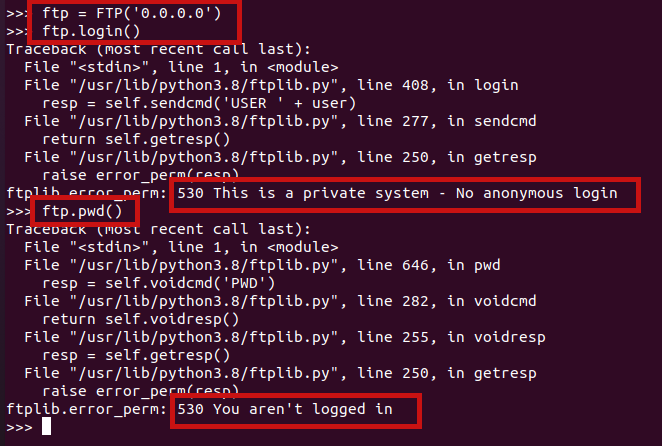 >>> ftp = FTP('0.0.0.0')
>>> ftp.login()
Traceback (most recent call last):
  File "<stdin>", line 1, in <module>
  File "/usr/lib/python3.8/ftplib.py", line 408, in login
    resp = self.sendcmd('USER ' + user)
  File "/usr/lib/python3.8/ftplib.py", line 277, in sendcmd
    return self.getresp()
  File "/usr/lib/python3.8/ftplib.py", line 250, in getresp
    raise error_perm(resp)
ftplib.error_perm: 530 This is a private system - No anonymous login
>>> ftp.pwd()
Traceback (most recent call last):
  File "<stdin>", line 1, in <module>
  File "/usr/lib/python3.8/ftplib.py", line 646, in pwd
    resp = self.voidcmd('PWD')
  File "/usr/lib/python3.8/ftplib.py", line 282, in voidcmd
    return self.voidresp()
  File "/usr/lib/python3.8/ftplib.py", line 255, in voidresp
    resp = self.getresp()
  File "/usr/lib/python3.8/ftplib.py", line 250, in getresp
    raise error_perm(resp)
ftplib.error_perm: 530 You aren't logged in
>>>